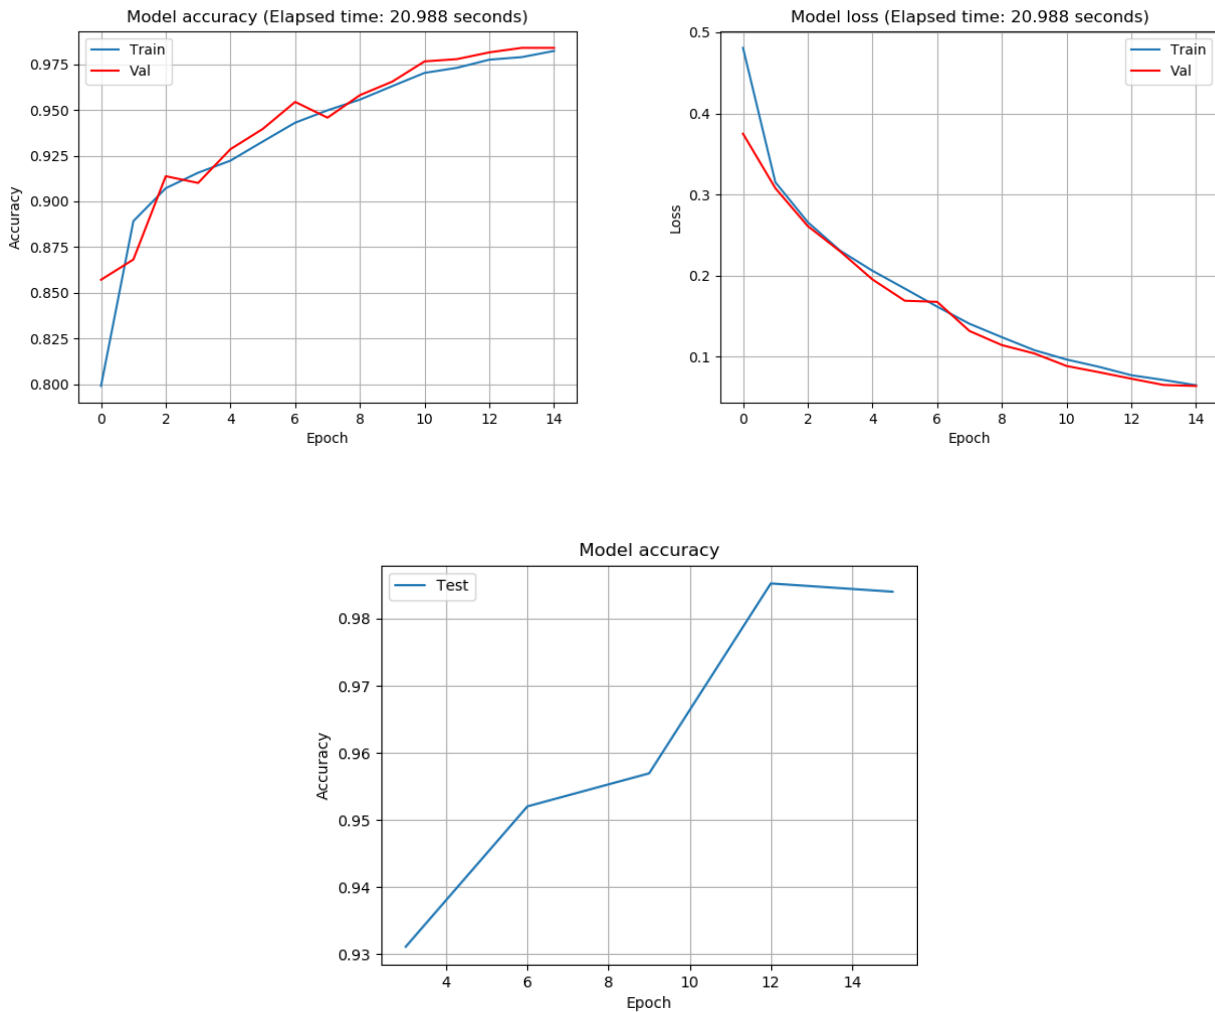 Model accuracy (Elapsed time: 20.988 seconds)
Train
Val
0.975
0.950
0.925
0.900
0.875
0.850
0.825
0.800
Accuracy
0 2 4 6 8 10 12 14
Epoch
Model loss (Elapsed time: 20.988 seconds)
Train
Val
0.5
0.4
0.3
0.2
0.1
Loss
0 2 4 6 8 10 12 14
Epoch
Model accuracy
Test
0.98
0.97
0.96
0.95
0.94
0.93
Accuracy
4 6 8 10 12 14
Epoch